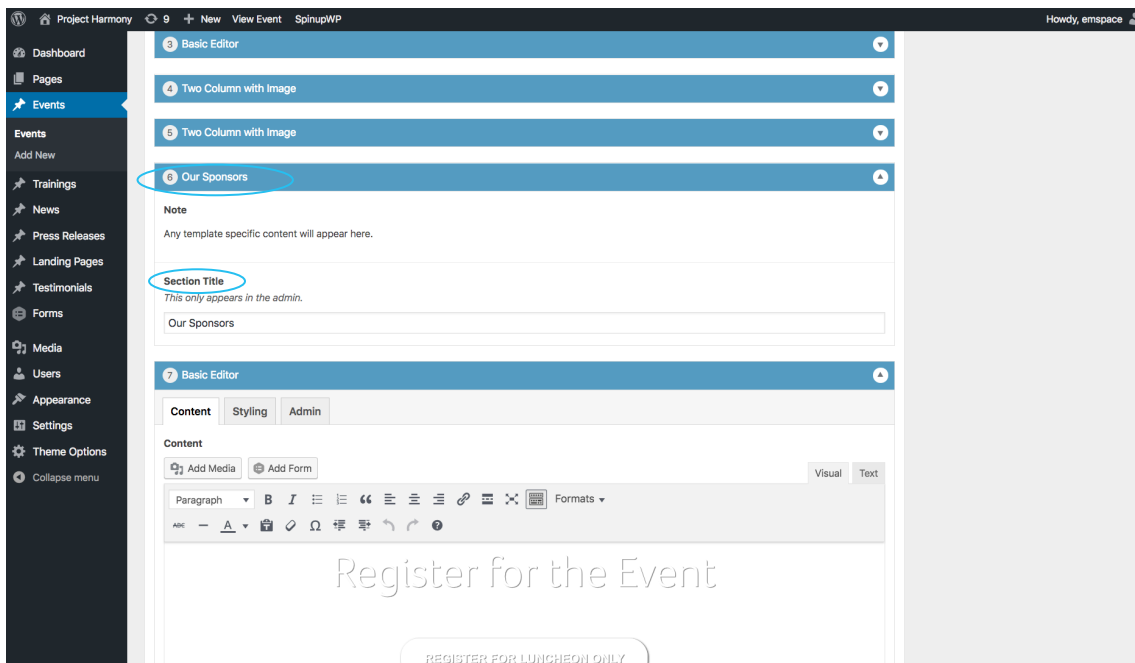 Project Harmony 9 New View Event SpinupWP Howdy, emspace
Dashboard
Pages
Events
Events
Add New
Trainings
News
Press Releases
Landing Pages
Testimonials
Forms
Media
Users
Appearance
Settings
Theme Options
Collapse menu
3 Basic Editor
4 Two Column with Image
5 Two Column with Image
6 Our Sponsors
Note
Any template specific content will appear here.
Section Title
This only appears in the admin.
Our Sponsors
7 Basic Editor
Content Styling Admin
Content
Add Media Add Form Visual Text
Paragraph B I Formats
ABC A Ω
Register for the Event
REGISTER FOR LUNCHEON ONLY